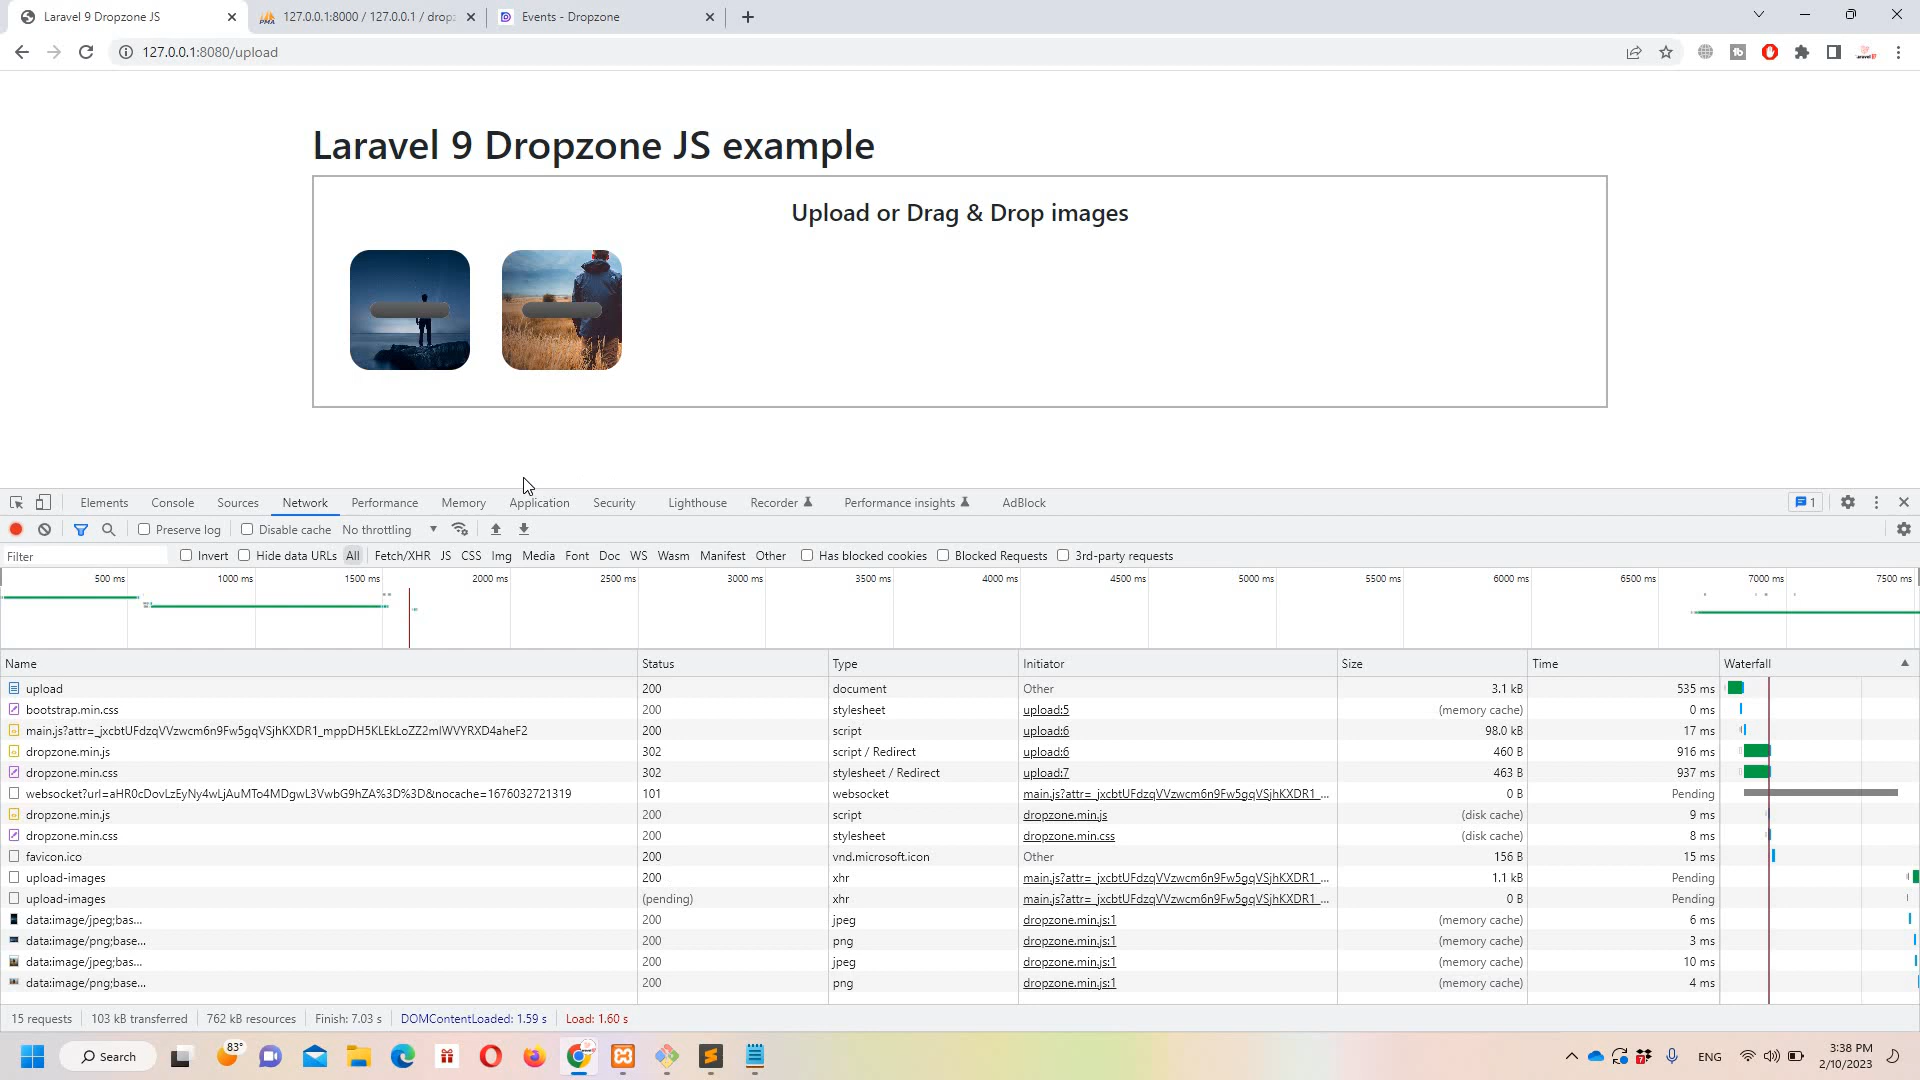 Laravel 9 Dropzone JS
127.0.0.1:8000 / 127.0.0.1 / drop
Events - Dropzone
127.0.0.1:8080/upload
Laravel 9 Dropzone JS example
Upload or Drag & Drop images
Elements Console Sources Network Performance Memory Application Security Lighthouse Recorder Performance insights AdBlock 1
Preserve log Disable cache No throttling
Filter Invert Hide data URLs All Fetch/XHR JS CSS Img Media Font Doc WS Wasm Manifest Other Has blocked cookies Blocked Requests 3rd-party requests
500 ms 1000 ms 1500 ms 2000 ms 2500 ms 3000 ms 3500 ms 4000 ms 4500 ms 5000 ms 5500 ms 6000 ms 6500 ms 7000 ms 7500 ms
Name Status Type Initiator Size Time Waterfall
upload 200 document Other 3.1 kB 535 ms
bootstrap.min.css 200 stylesheet upload:5 (memory cache) 0 ms
main.js?attr=_jxcbtUFdzqVVzwcm6n9Fw5gqVSjhKXDR1_mppDH5KLEkLoZZ2mlWVYRXD4aheF2 200 script upload:6 98.0 kB 17 ms
dropzone.min.js 302 script / Redirect upload:6 460 B 916 ms
dropzone.min.css 302 stylesheet / Redirect upload:7 463 B 937 ms
websocket?url=aHR0cDovLzEyNy4wLjAuMTo4MDgwL3VwbG9hZA%3D%3D&nocache=1676032721319 101 websocket main.js?attr=_jxcbtUFdzqVVzwcm6n9Fw5gqVSjhKXDR1_... 0 B Pending
dropzone.min.js 200 script dropzone.min.js (disk cache) 9 ms
dropzone.min.css 200 stylesheet dropzone.min.css (disk cache) 8 ms
favicon.ico 200 vnd.microsoft.icon Other 156 B 15 ms
upload-images 200 xhr main.js?attr=_jxcbtUFdzqVVzwcm6n9Fw5gqVSjhKXDR1_... 1.1 kB Pending
upload-images (pending) xhr main.js?attr=_jxcbtUFdzqVVzwcm6n9Fw5gqVSjhKXDR1_... 0 B Pending
data:image/jpeg;bas... 200 jpeg dropzone.min.js:1 (memory cache) 6 ms
data:image/png;base... 200 png dropzone.min.js:1 (memory cache) 3 ms
data:image/jpeg;bas... 200 jpeg dropzone.min.js:1 (memory cache) 10 ms
data:image/png;base... 200 png dropzone.min.js:1 (memory cache) 4 ms
15 requests 103 kB transferred 762 kB resources Finish: 7.03 s DOMContentLoaded: 1.59 s Load: 1.60 s
Search 83° ENG 3:38 PM
2/10/2023